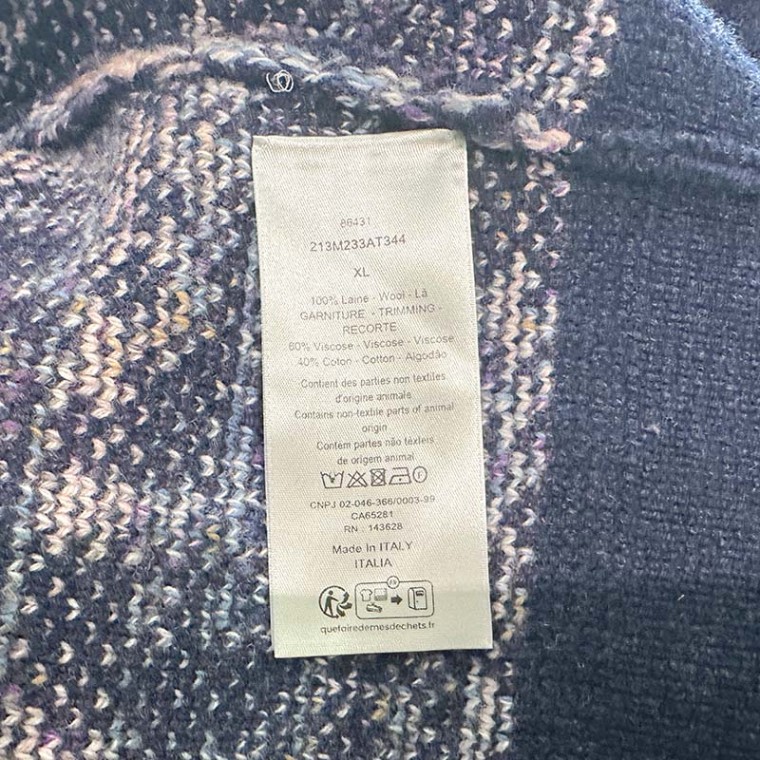 86431
213M233AT344
XL
100% Laine - Wool - Lã
GARNITURE - TRIMMING -
RECORTE
60% Viscose - Viscose - Viscose
40% Coton - Cotton - Algodão
Contient des parties non textiles
d'origine animale
Contains non-textile parts of animal
origin
Contém partes não têxteis
de origem animal
CNPJ 02-046-366/0003-99
CA65281
RN : 143628
Made In ITALY
ITALIA
FR
quefairedemesdechets.fr